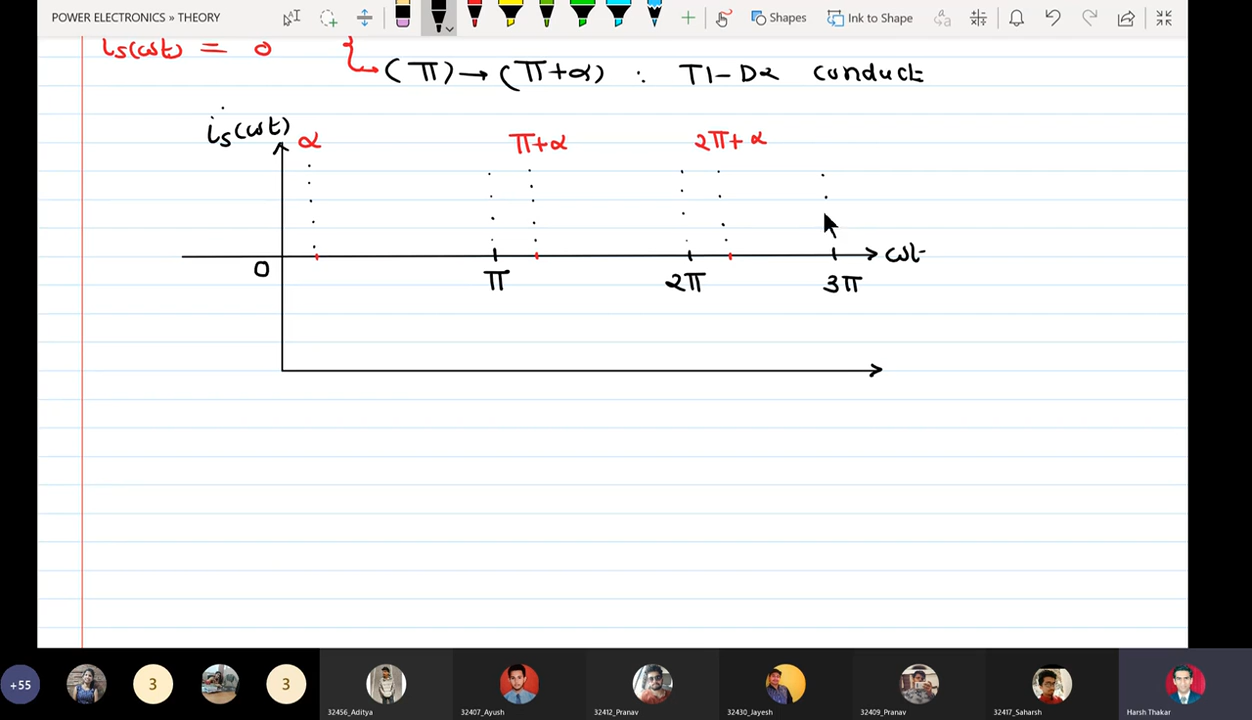 POWER ELECTRONICS » THEORY
Shapes
Ink to Shape
is(ωt) = 0
(π) → (π+α) : T1-D2 conduct
is(ωt)
α
π+α
2π+α
0
π
2π
3π
ωt
+55
3
3
32456_Aditya
32407_Ayush
32412_Pranav
32430_Jayesh
32409_Pranav
32417_Saharsh
Harsh Thakar